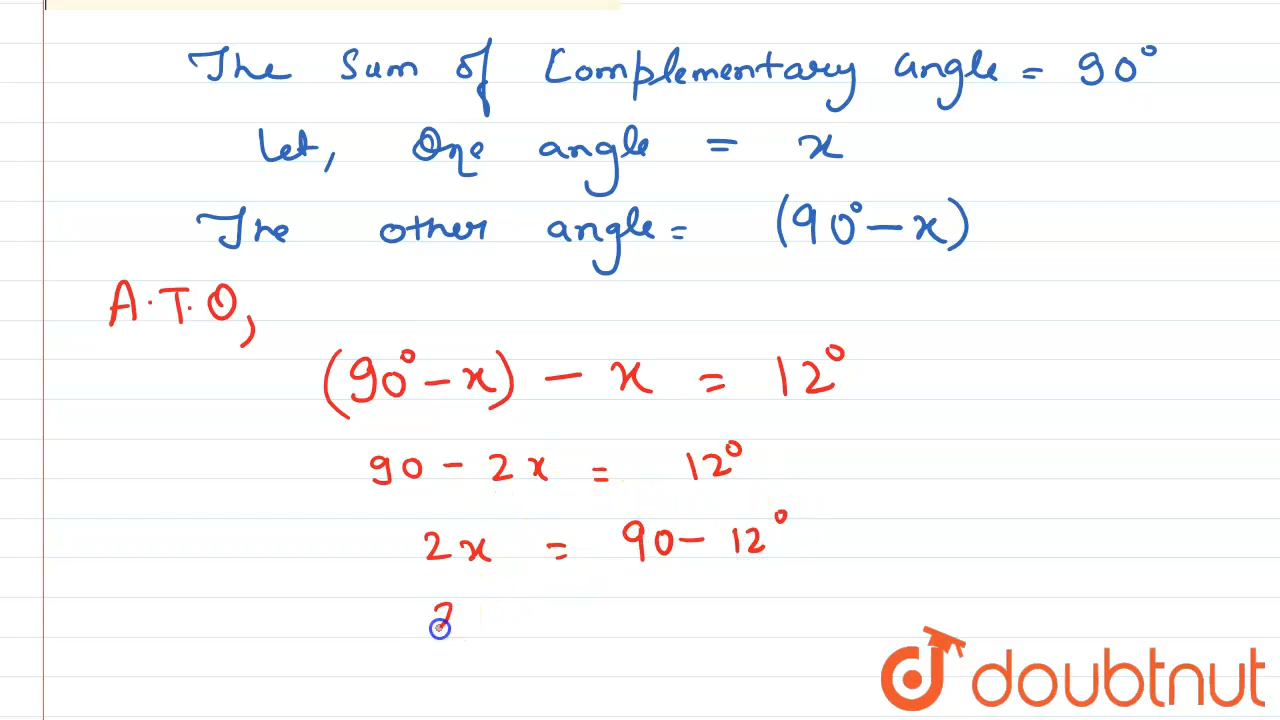 The Sum of Complementary angle = 90°
Let, One angle = x
The other angle = (90° - x)
A.T.O,
(90° - x) - x = 12°
90 - 2x = 12°
2x = 90 - 12°
2
doubtnut